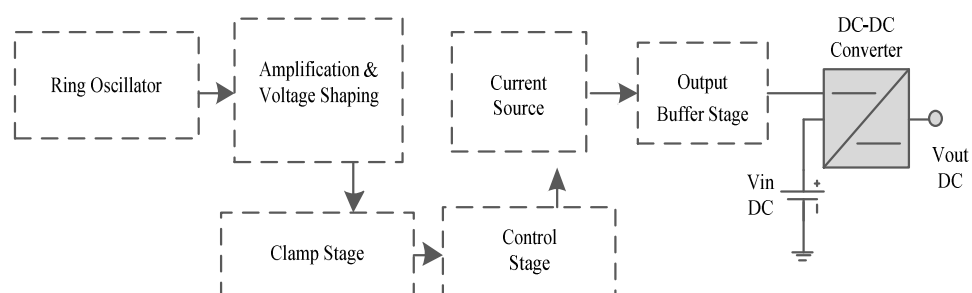 Ring Oscillator
Amplification &
Voltage Shaping
Clamp Stage
Control
Stage
Current
Source
Output
Buffer Stage
DC-DC
Converter
Vin
DC
+
Vout
DC